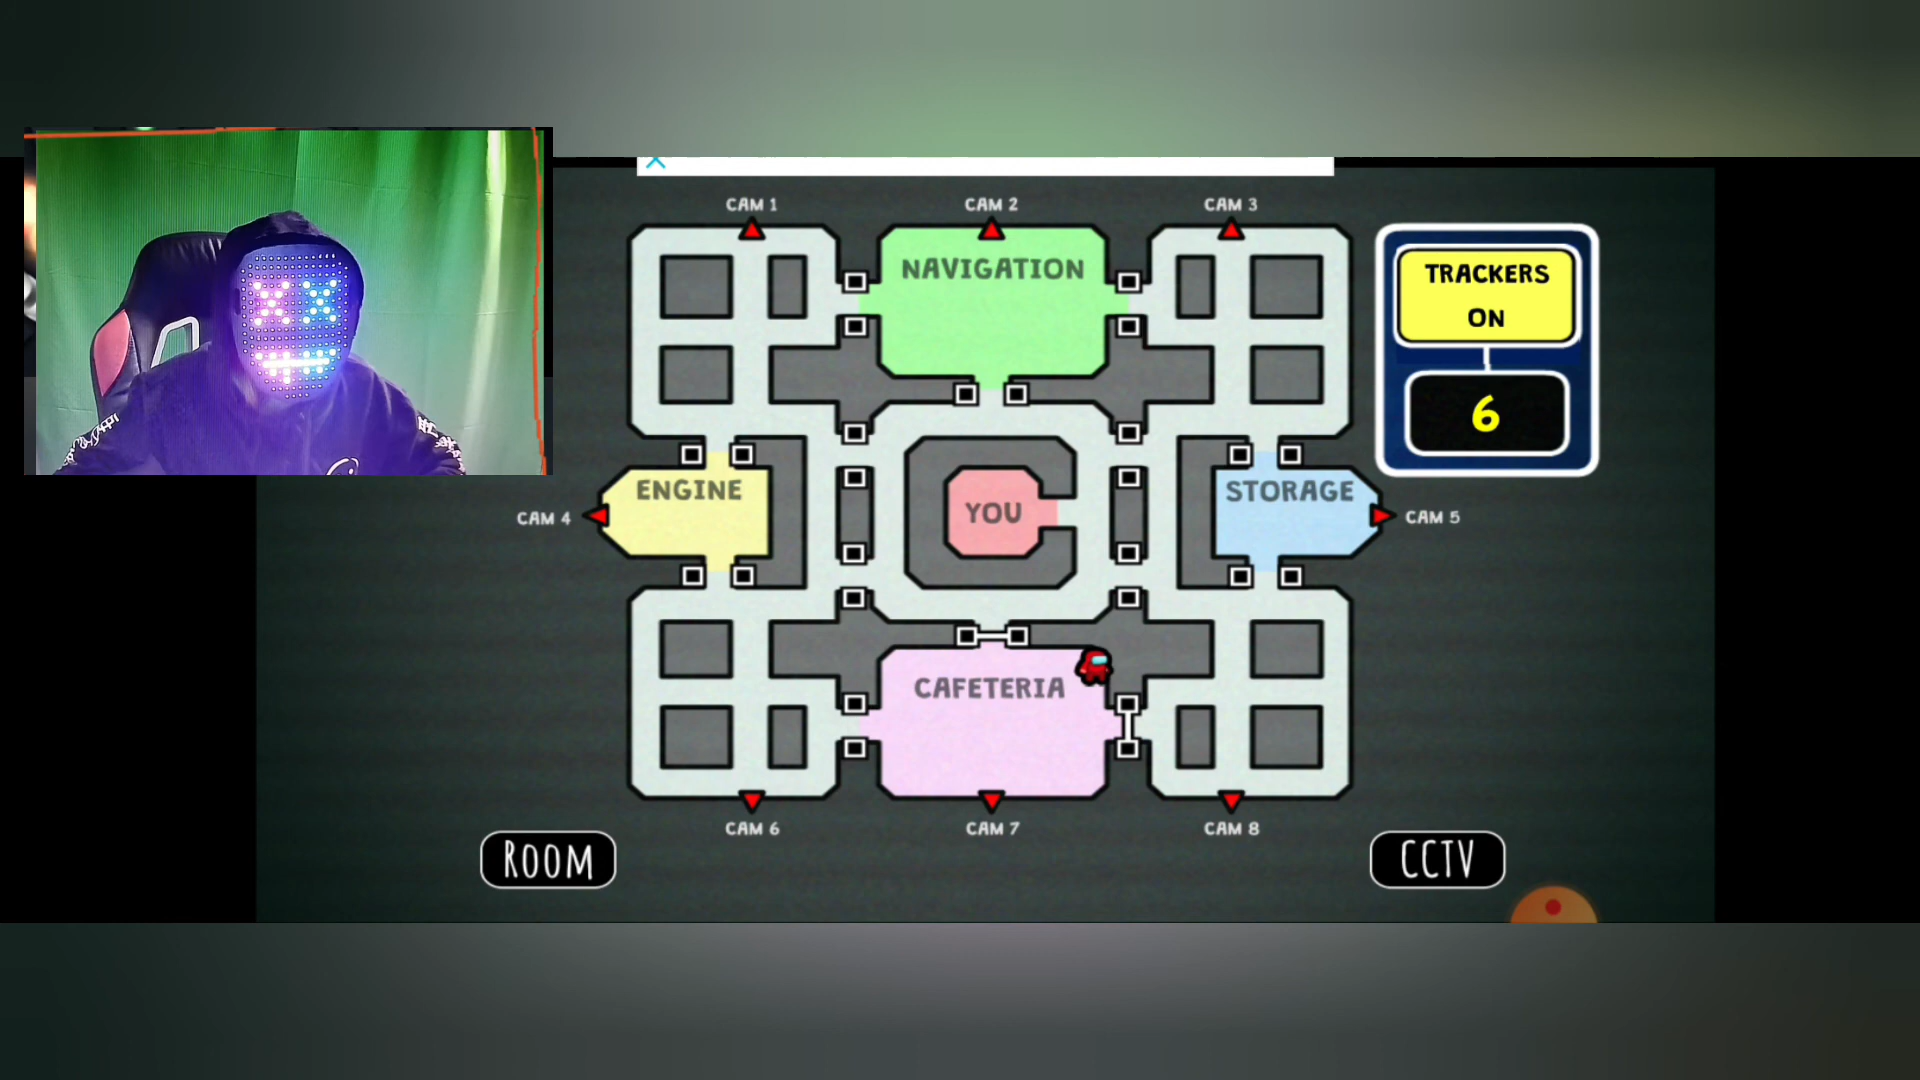 CAM 1
CAM 2
CAM 3
NAVIGATION
TRACKERS
ON
6
ENGINE
YOU
STORAGE
CAM 4
CAM 5
CAFETERIA
CAM 6
CAM 7
CAM 8
ROOM
CCTV